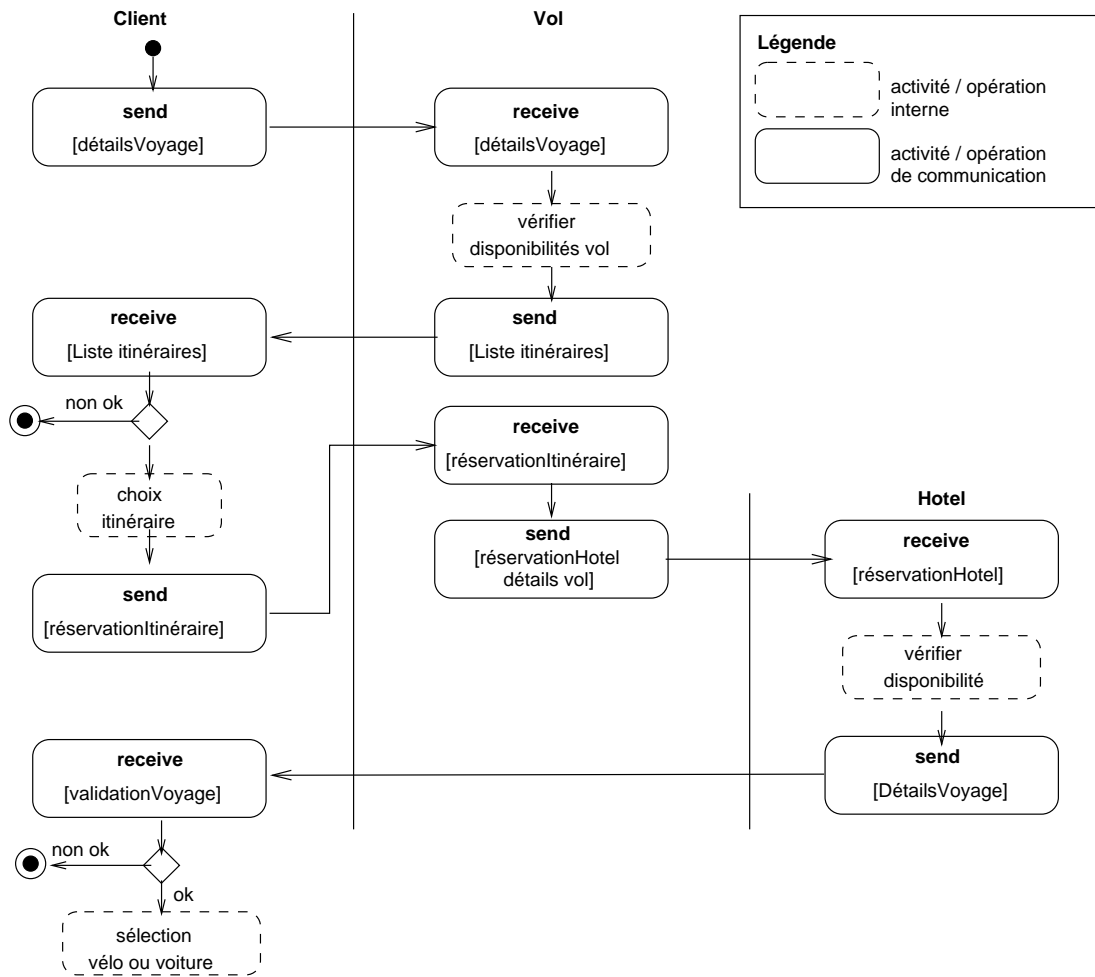 Client
Vol
Légende
activité / opération
interne
activité / opération
de communication
send
[détailsVoyage]
receive
[détailsVoyage]
vérifier
disponibilités vol
receive
[Liste itinéraires]
send
[Liste itinéraires]
non ok
receive
[réservationItinéraire]
choix
itinéraire
Hotel
send
[réservationHotel
détails vol]
receive
[réservationHotel]
send
[réservationItinéraire]
vérifier
disponibilité
receive
[validationVoyage]
send
[DétailsVoyage]
non ok
ok
sélection
vélo ou voiture